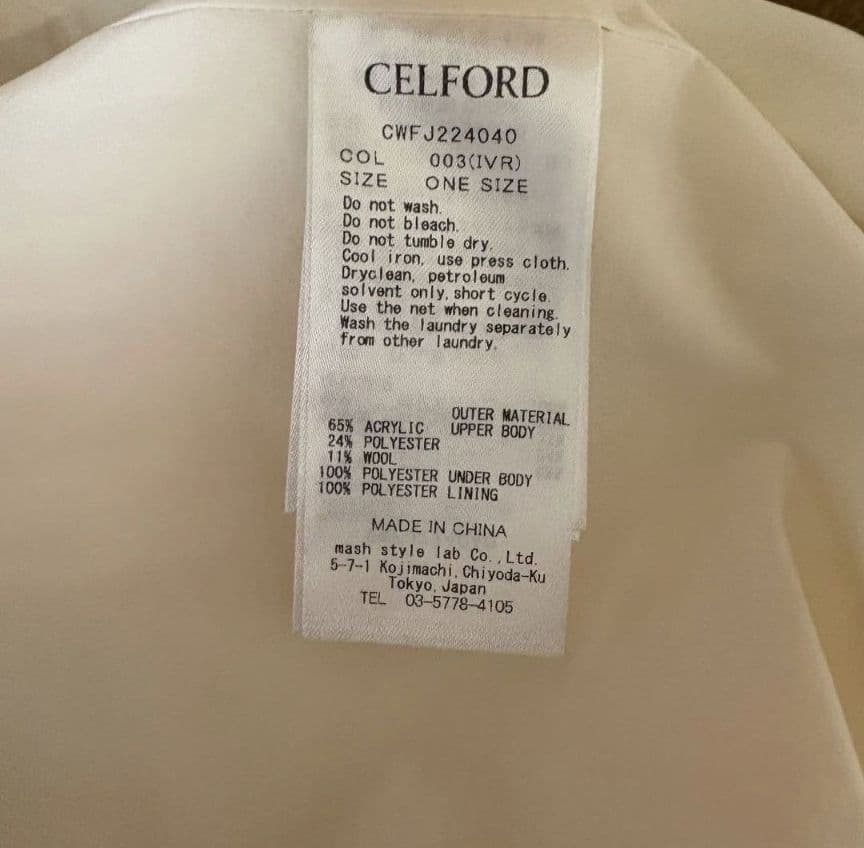 CELFORD
CWFJ224040
COL 003(IVR)
SIZE ONE SIZE
Do not wash.
Do not bleach.
Do not tumble dry.
Cool iron, use press cloth.
Dryclean, petroleum
solvent only, short cycle.
Use the net when cleaning.
Wash the laundry separately
from other laundry.
OUTER MATERIAL
65% ACRYLIC UPPER BODY
24% POLYESTER
11% WOOL
100% POLYESTER UNDER BODY
100% POLYESTER LINING
MADE IN CHINA
mash style lab Co.,Ltd.
5-7-1 Kojimachi, Chiyoda-Ku
Tokyo, Japan
TEL 03-5778-4105